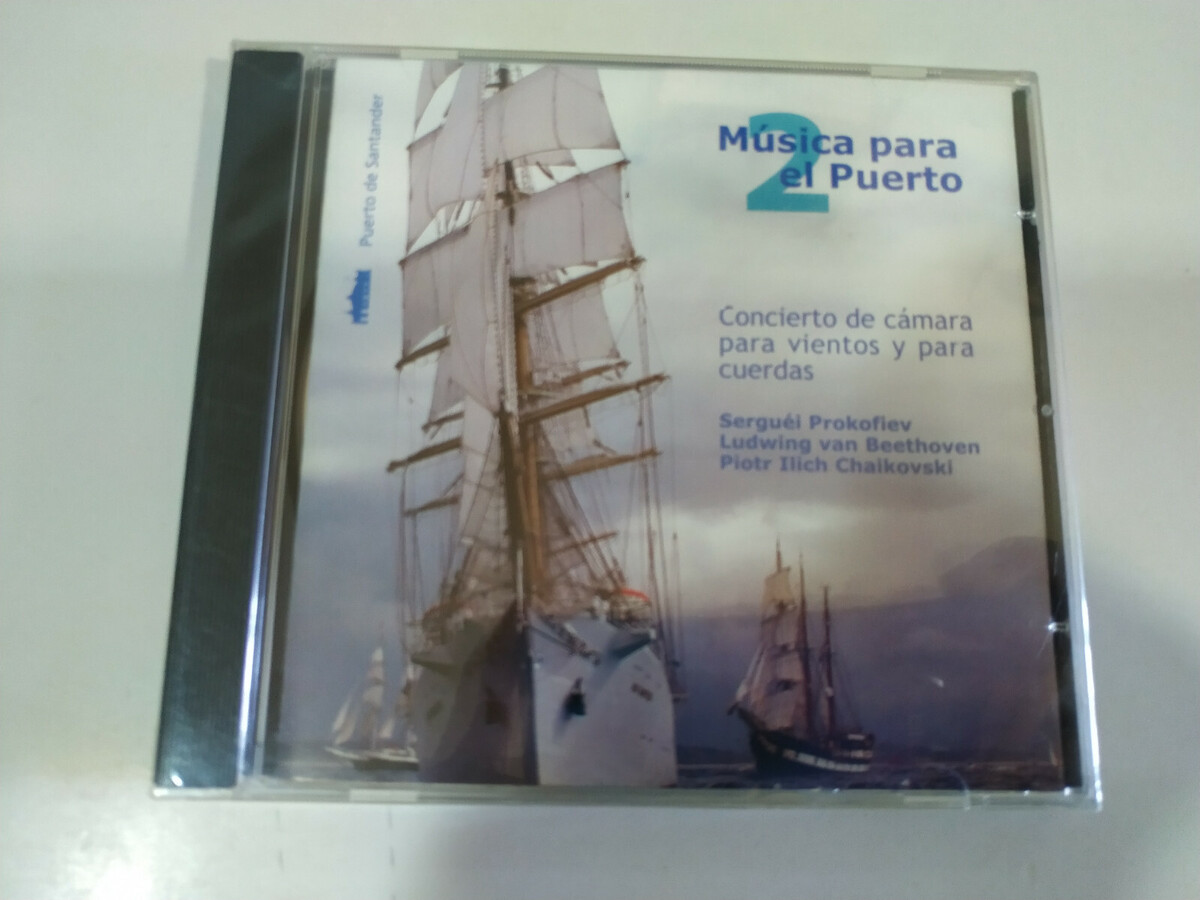 Puerto de Santander
2
Música para
el Puerto
Concierto de cámara
para vientos y para
cuerdas
Serguéi Prokofiev
Ludwing van Beethoven
Piotr Ilich Chaikovski